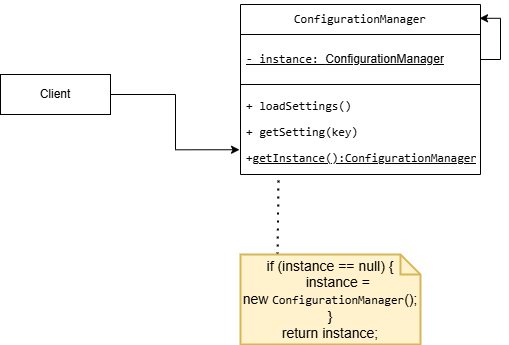 ConfigurationManager
- instance: ConfigurationManager
Client
+ loadSettings()
+ getSetting(key)
+getInstance():ConfigurationManager
if (instance == null) {
instance =
new ConfigurationManager();
}
return instance;